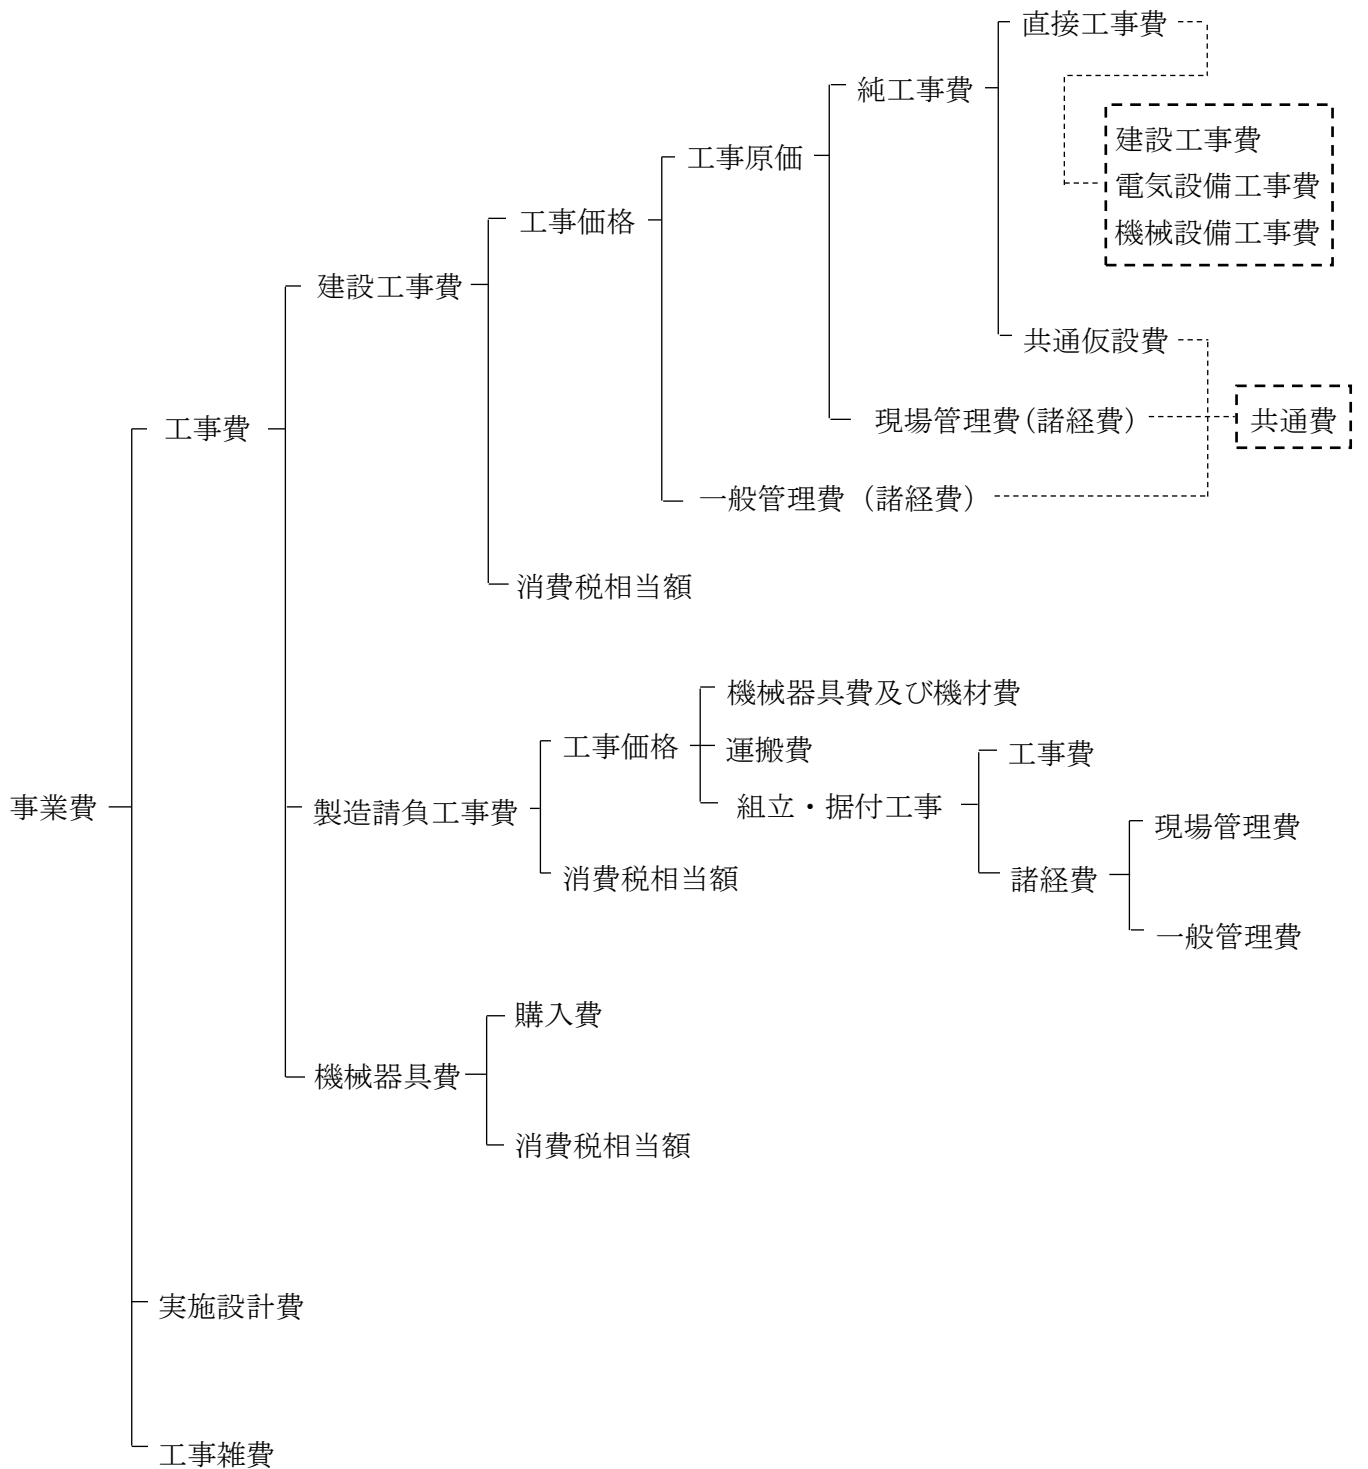 直接工事費
純工事費
建設工事費
電気設備工事費
機械設備工事費
工事原価
工事価格
建設工事費
共通仮設費
現場管理費(諸経費)
共通費
工事費
一般管理費（諸経費）
消費税相当額
機械器具費及び機材費
工事価格
運搬費
工事費
事業費
製造請負工事費
組立・据付工事
現場管理費
消費税相当額
諸経費
一般管理費
購入費
機械器具費
消費税相当額
実施設計費
工事雑費